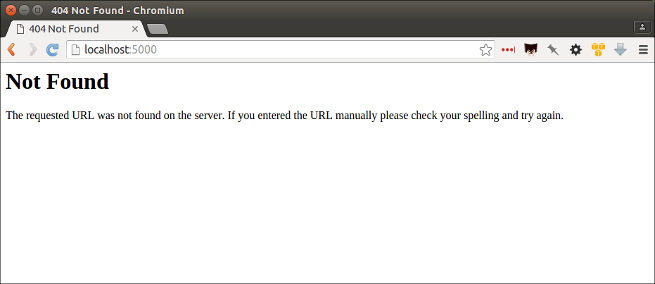 404 Not Found - Chromium
404 Not Found
localhost:5000
Not Found
The requested URL was not found on the server. If you entered the URL manually please check your spelling and try again.